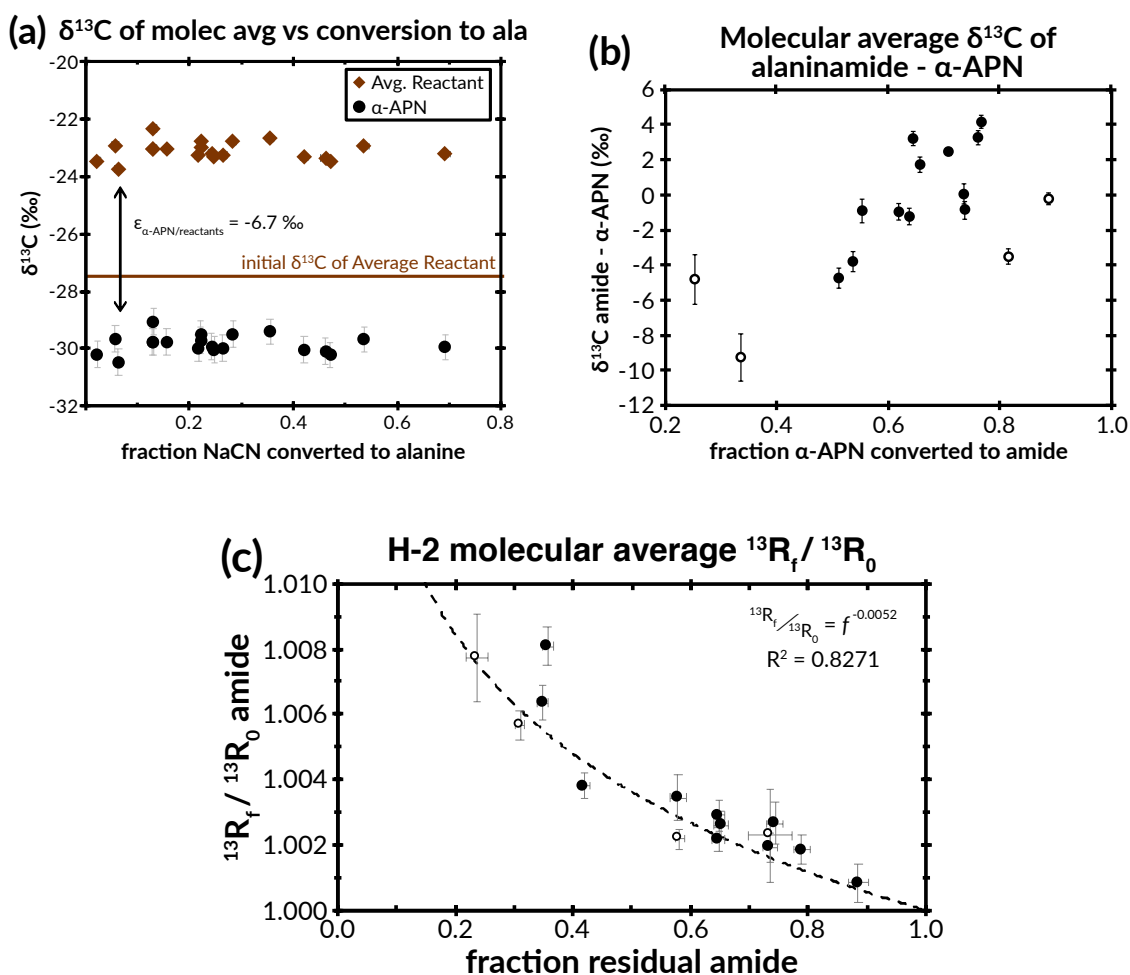 (a) δ¹³C of molec avg vs conversion to ala
-20
-22
-24
-26
-28
-30
-32
δ¹³C (‰)
Avg. Reactant
α-APN
εα-APN/reactants = -6.7 ‰
initial δ¹³C of Average Reactant
0.2
0.4
0.6
0.8
fraction NaCN converted to alanine
(b) Molecular average δ¹³C of
alaninamide - α-APN
6
4
2
0
-2
-4
-6
-8
-10
-12
δ¹³C amide - α-APN (‰)
0.2
0.4
0.6
0.8
1.0
fraction α-APN converted to amide
(c) H-2 molecular average ¹³Rf/ ¹³R0
1.010
1.008
1.006
1.004
1.002
1.000
¹³Rf / ¹³R0 amide
¹³Rf/¹³R0 = f^-0.0052
R² = 0.8271
0.0
0.2
0.4
0.6
0.8
1.0
fraction residual amide